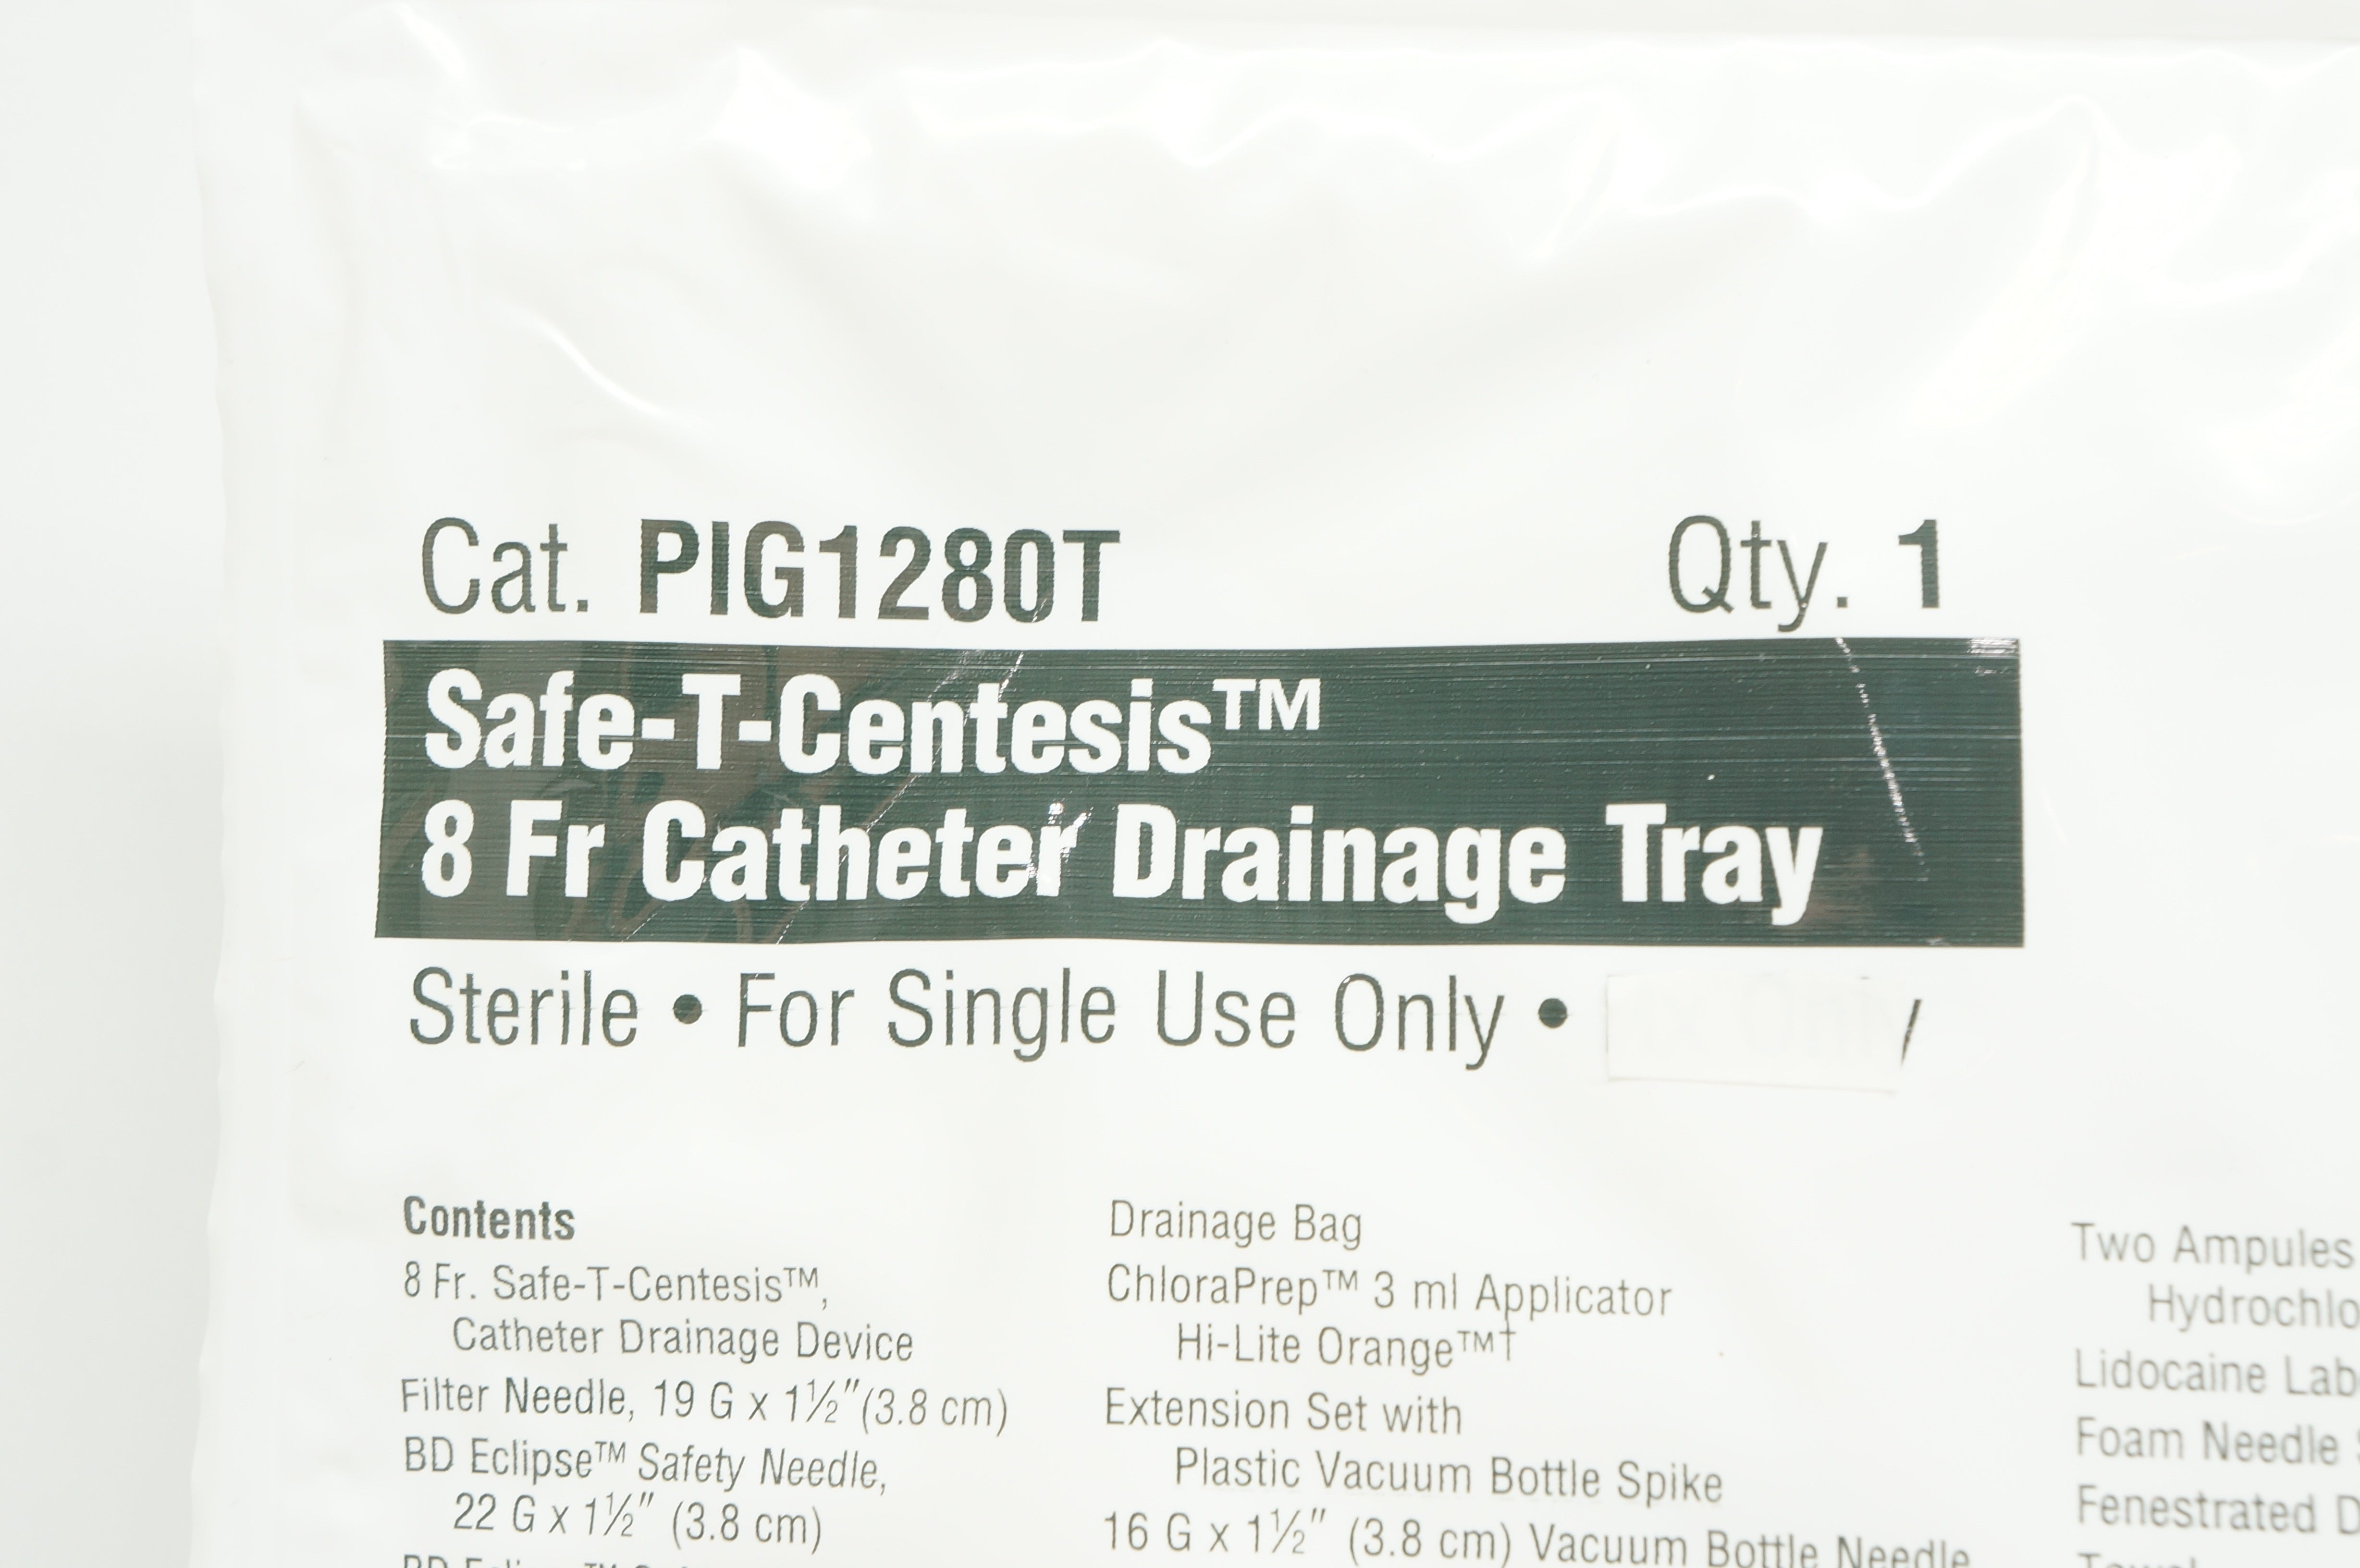 Cat. PIG1280T Qty. 1
Safe-T-Centesis™
8 Fr Catheter Drainage Tray
Sterile • For Single Use Only •
Contents
8 Fr. Safe-T-Centesis™,
Catheter Drainage Device
Filter Needle, 19 G x 1½" (3.8 cm)
BD Eclipse™ Safety Needle,
22 G x 1½" (3.8 cm)
Drainage Bag
ChloraPrep™ 3 ml Applicator
Hi-Lite Orange™†
Extension Set with
Plastic Vacuum Bottle Spike
16 G x 1½" (3.8 cm) Vacuum Bottle Needle
Two Ampules
Hydrochlo
Lidocaine Lab
Foam Needle
Fenestrated D